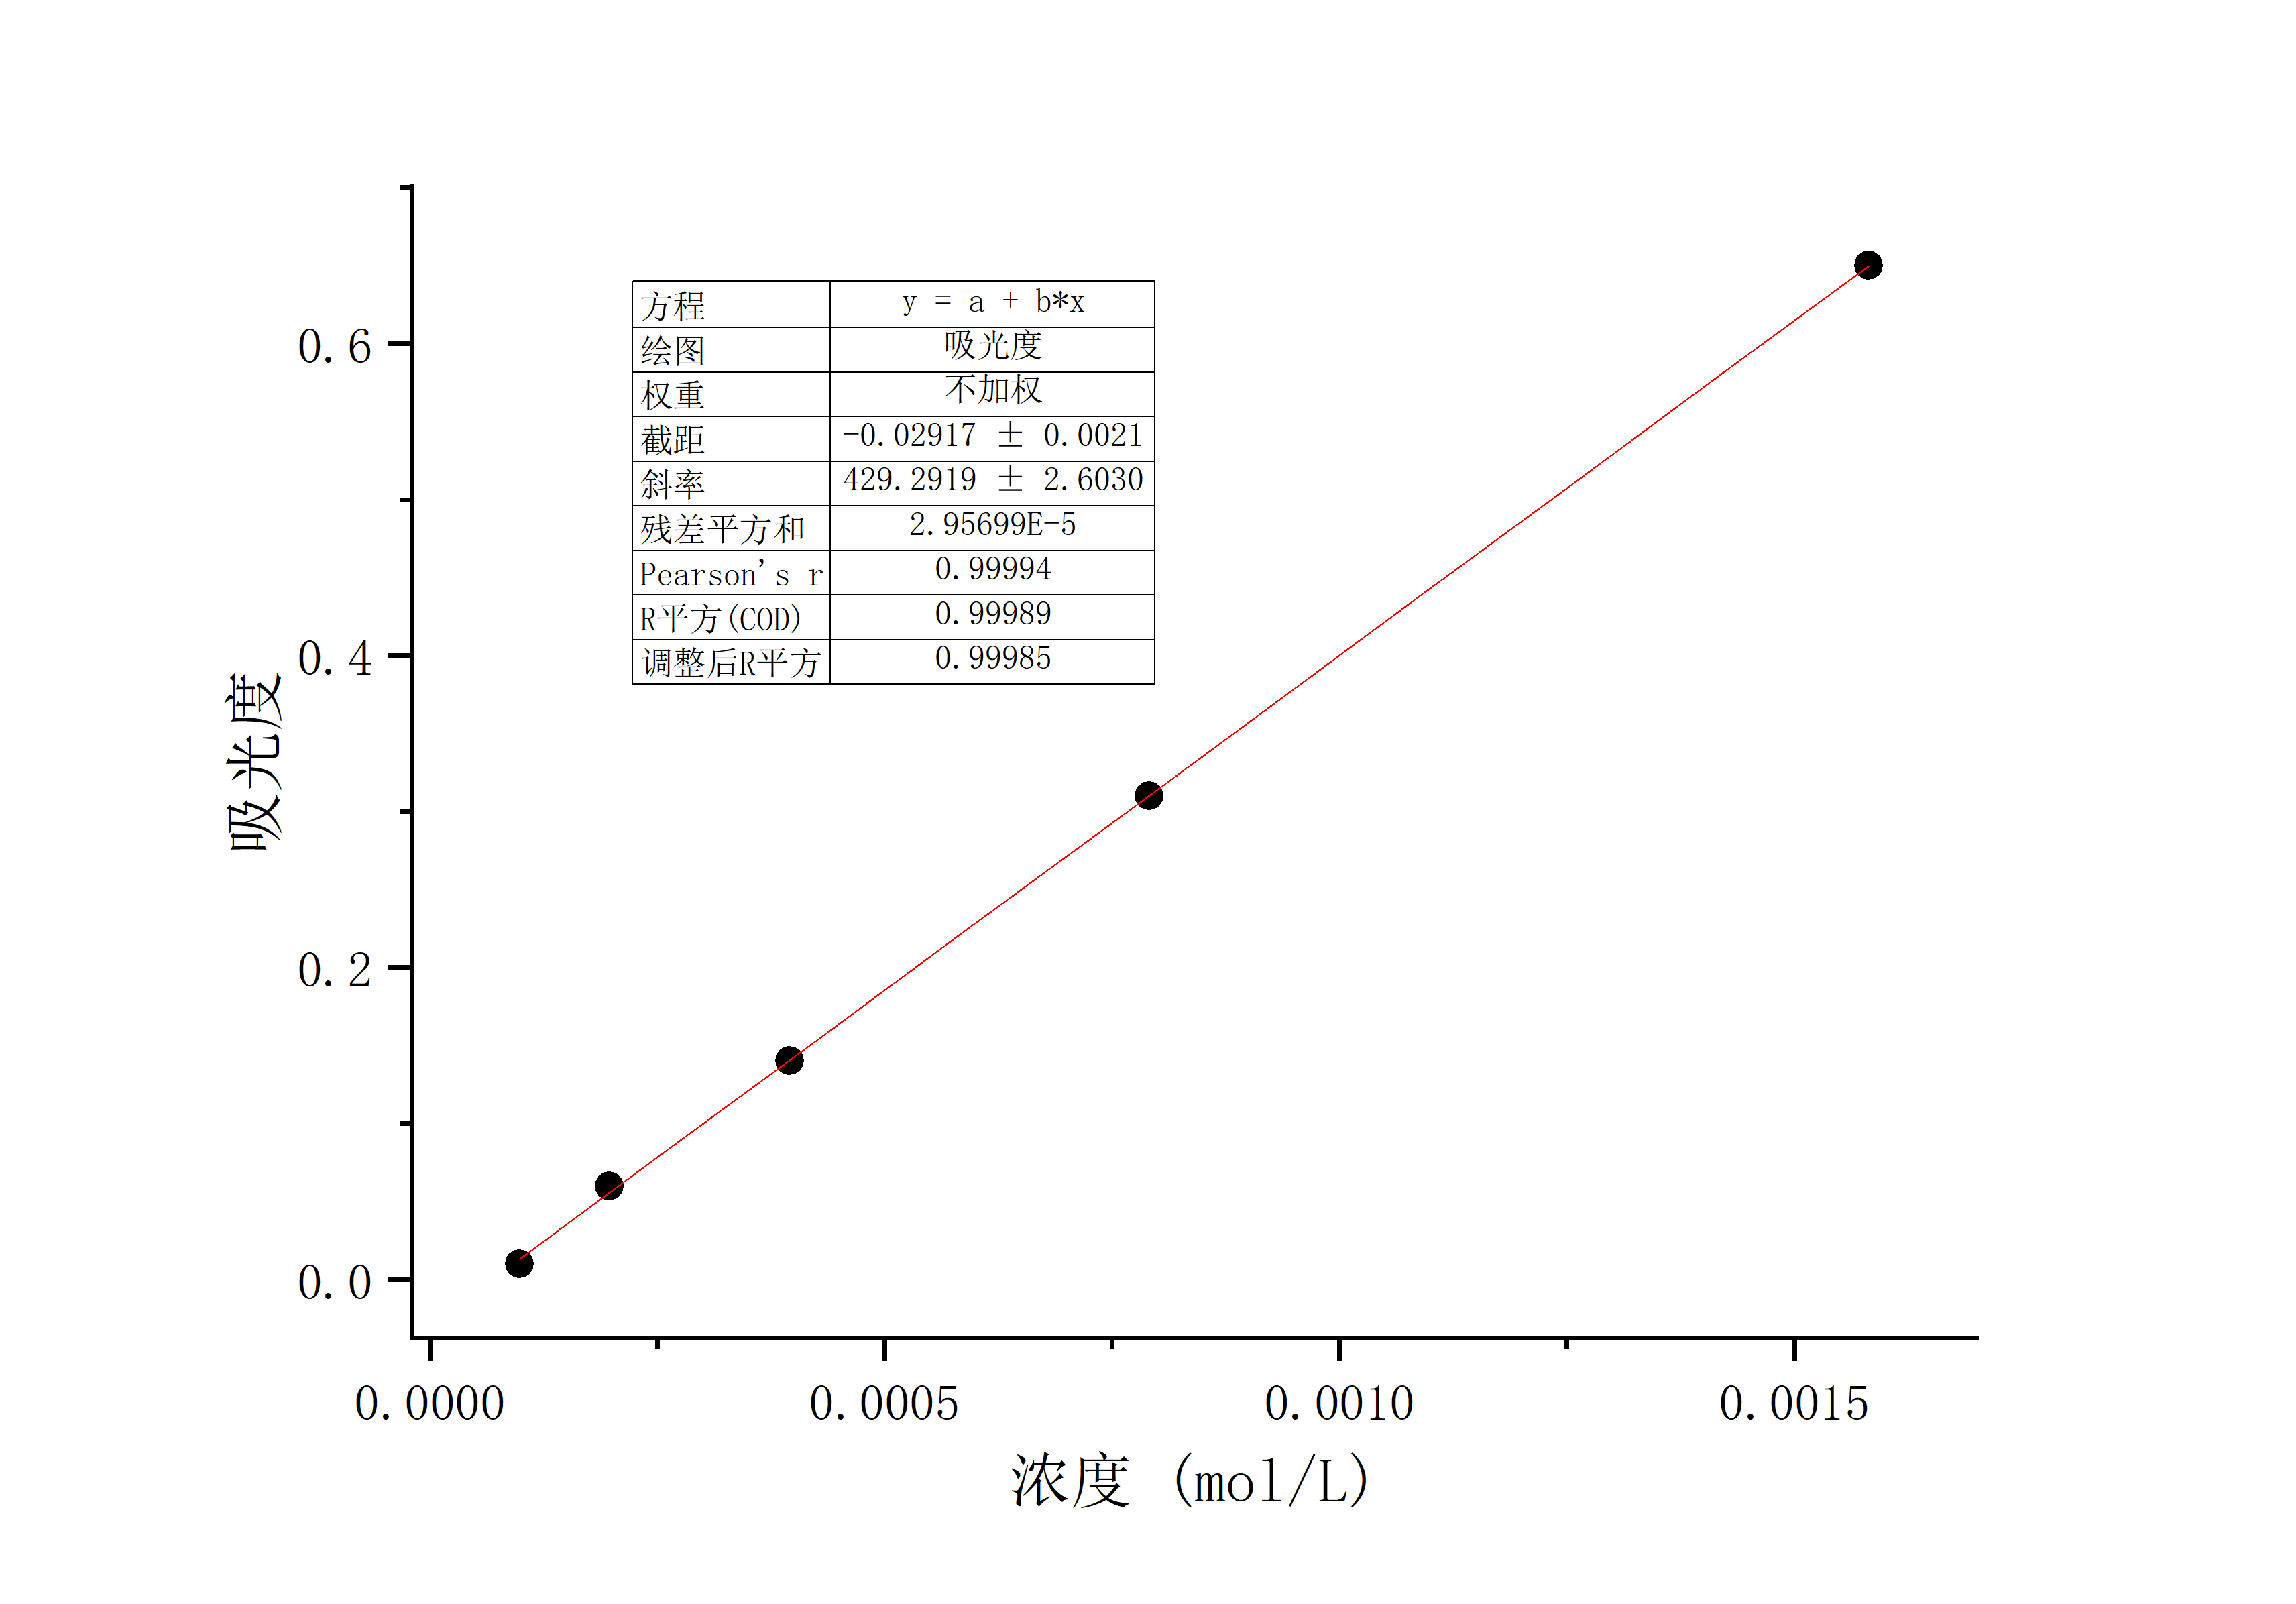 方程 y = a + b*x
绘图 吸光度
权重 不加权
截距 -0.02917 ± 0.0021
斜率 429.2919 ± 2.6030
残差平方和 2.95699E-5
Pearson's r 0.99994
R平方(COD) 0.99989
调整后R平方 0.99985
0.6
0.4
0.2
0.0
吸光度
0.0000 0.0005 0.0010 0.0015
浓度 (mol/L)